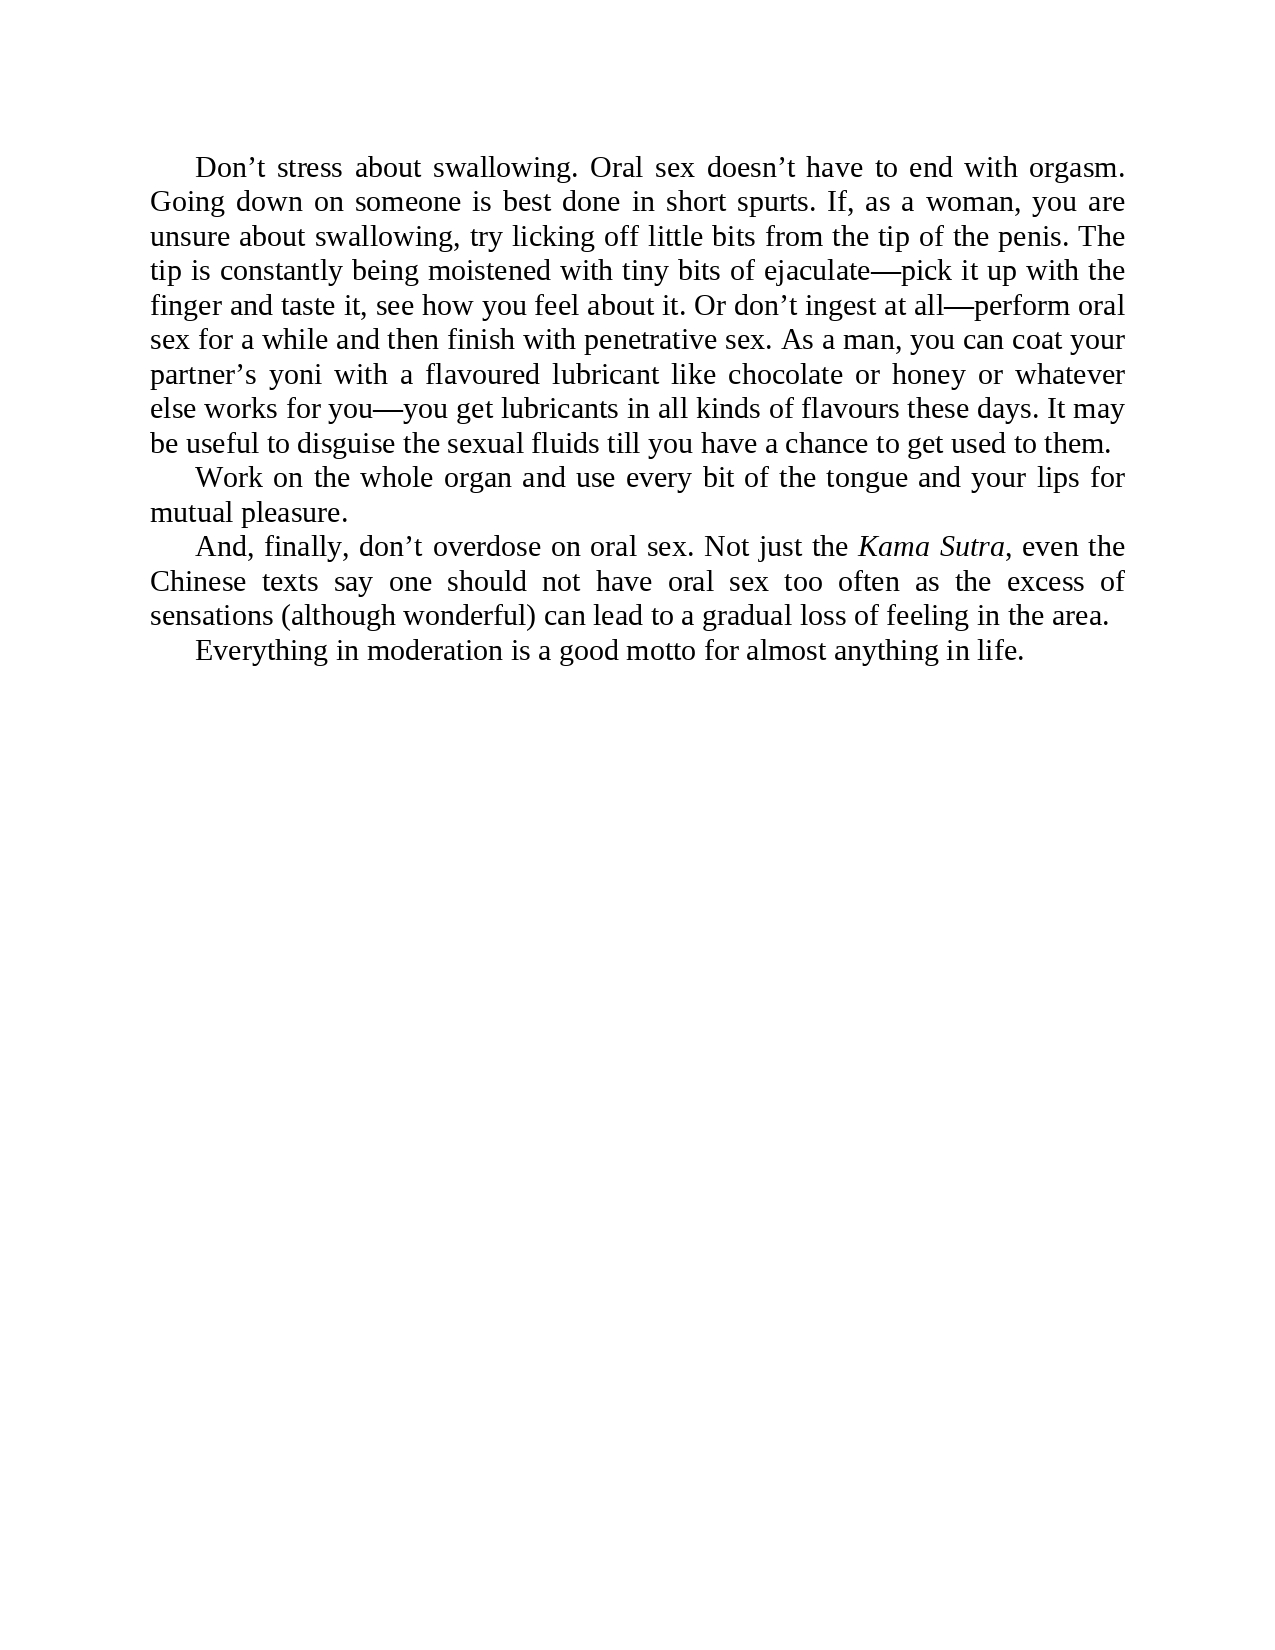 Don’t stress about swallowing. Oral sex doesn’t have to end with orgasm.
Going down on someone is best done in short spurts. If, as a woman, you are
unsure about swallowing, try licking off little bits from the tip of the penis. The
tip is constantly being moistened with tiny bits of ejaculate—pick it up with the
finger and taste it, see how you feel about it. Or don’t ingest at all—perform oral
sex for a while and then finish with penetrative sex. As a man, you can coat your
partner’s yoni with a flavoured lubricant like chocolate or honey or whatever
else works for you—you get lubricants in all kinds of flavours these days. It may
be useful to disguise the sexual fluids till you have a chance to get used to them.
Work on the whole organ and use every bit of the tongue and your lips for
mutual pleasure.
And, finally, don’t overdose on oral sex. Not just the Kama Sutra, even the
Chinese texts say one should not have oral sex too often as the excess of
sensations (although wonderful) can lead to a gradual loss of feeling in the area.
Everything in moderation is a good motto for almost anything in life.